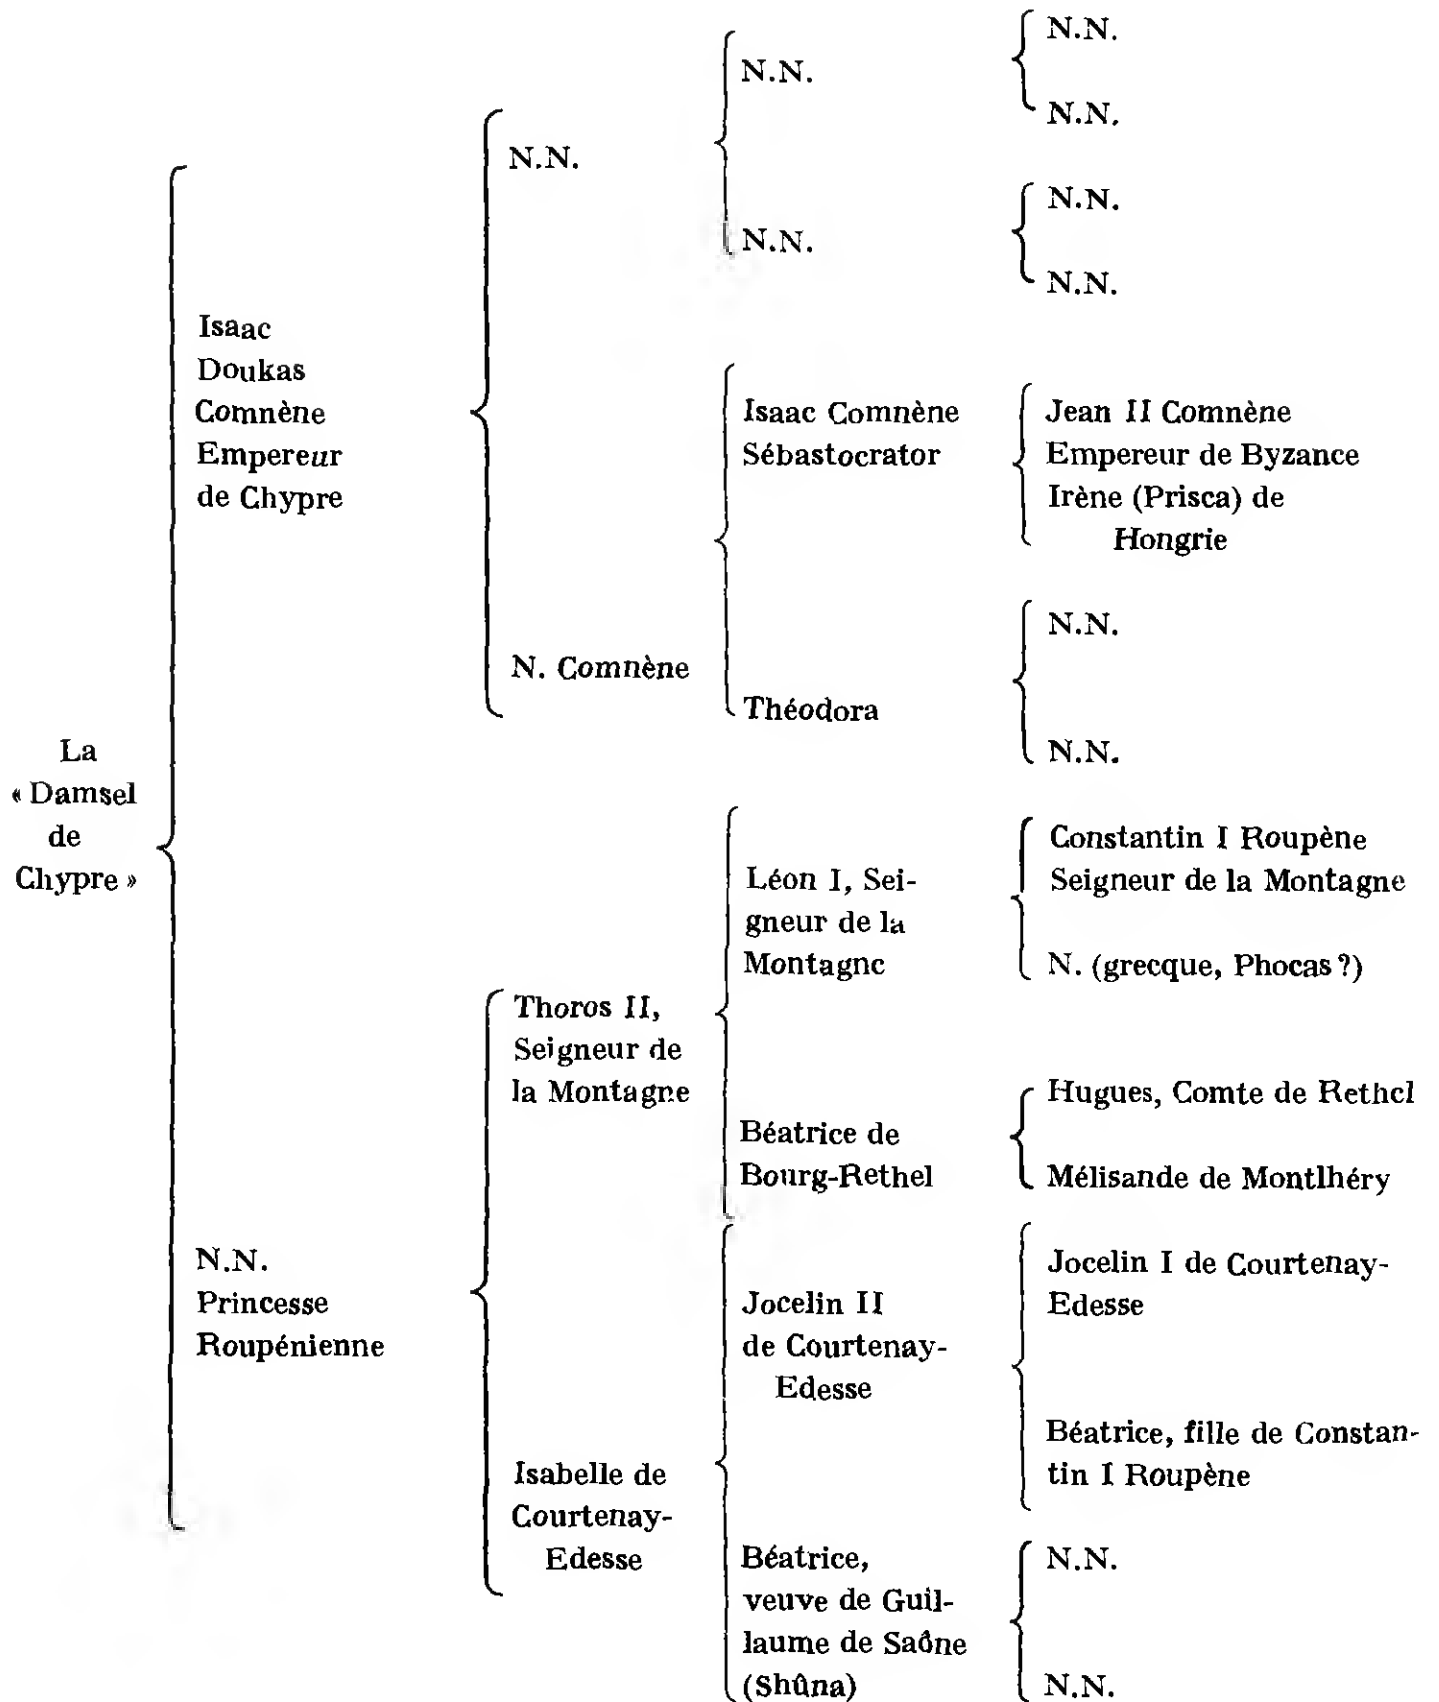 La
« Damsel
de
Chypre »
Isaac
Doukas
Comnène
Empereur
de Chypre
N.N.
Princesse
Roupénienne
N.N.
N. Comnène
Thoros II,
Seigneur de
la Montagne
Isabelle de
Courtenay-
Edesse
N.N.
N.N.
Isaac Comnène
Sébastocrator
Théodora
Léon I, Sei-
gneur de la
Montagne
Béatrice de
Bourg-Rethel
Jocelin II
de Courtenay-
Edesse
Béatrice,
veuve de Guil-
laume de Saône
(Shûna)
N.N.
N.N.
N.N.
N.N.
Jean II Comnène
Empereur de Byzance
Irène (Prisca) de
Hongrie
N.N.
N.N.
Constantin I Roupène
Seigneur de la Montagne
N. (grecque, Phocas ?)
Hugues, Comte de Rethel
Mélisande de Montlhéry
Jocelin I de Courtenay-
Edesse
Béatrice, fille de Constan-
tin I Roupène
N.N.
N.N.